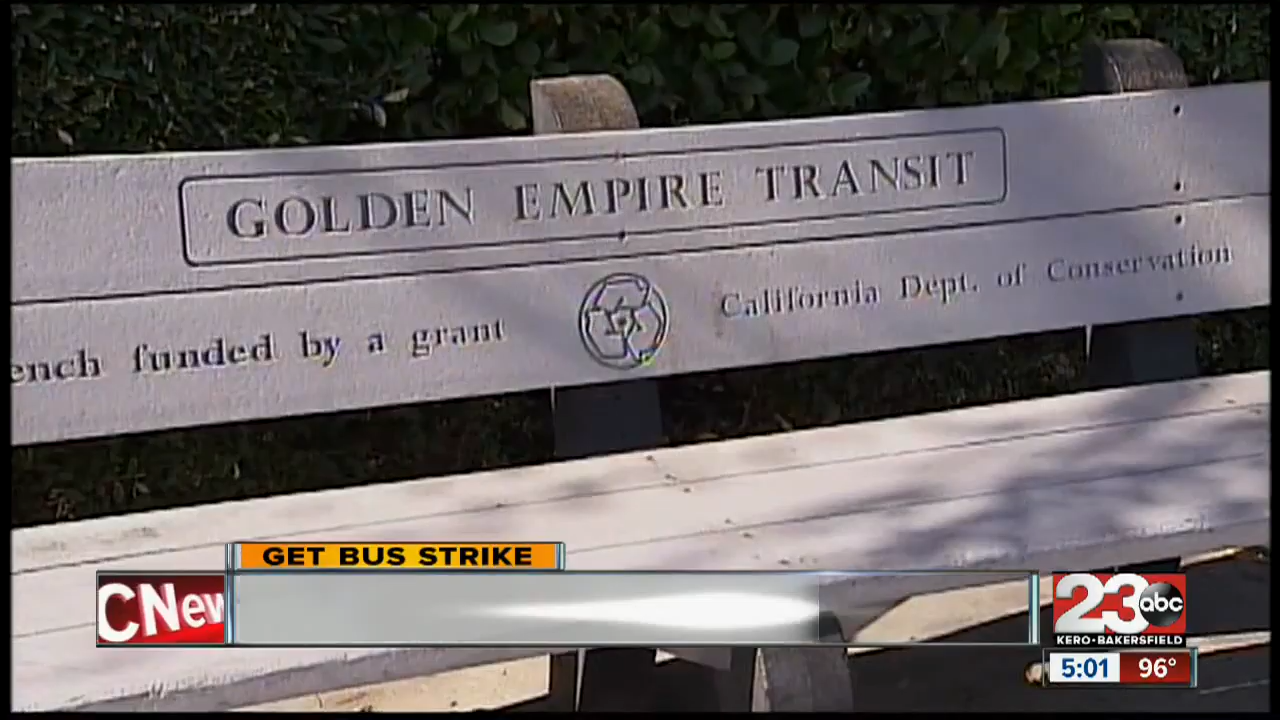 GOLDEN EMPIRE TRANSIT
ench funded by a grant California Dept. of Conservation
GET BUS STRIKE
CNew
23 abc
KERO-BAKERSFIELD
5:01 96°